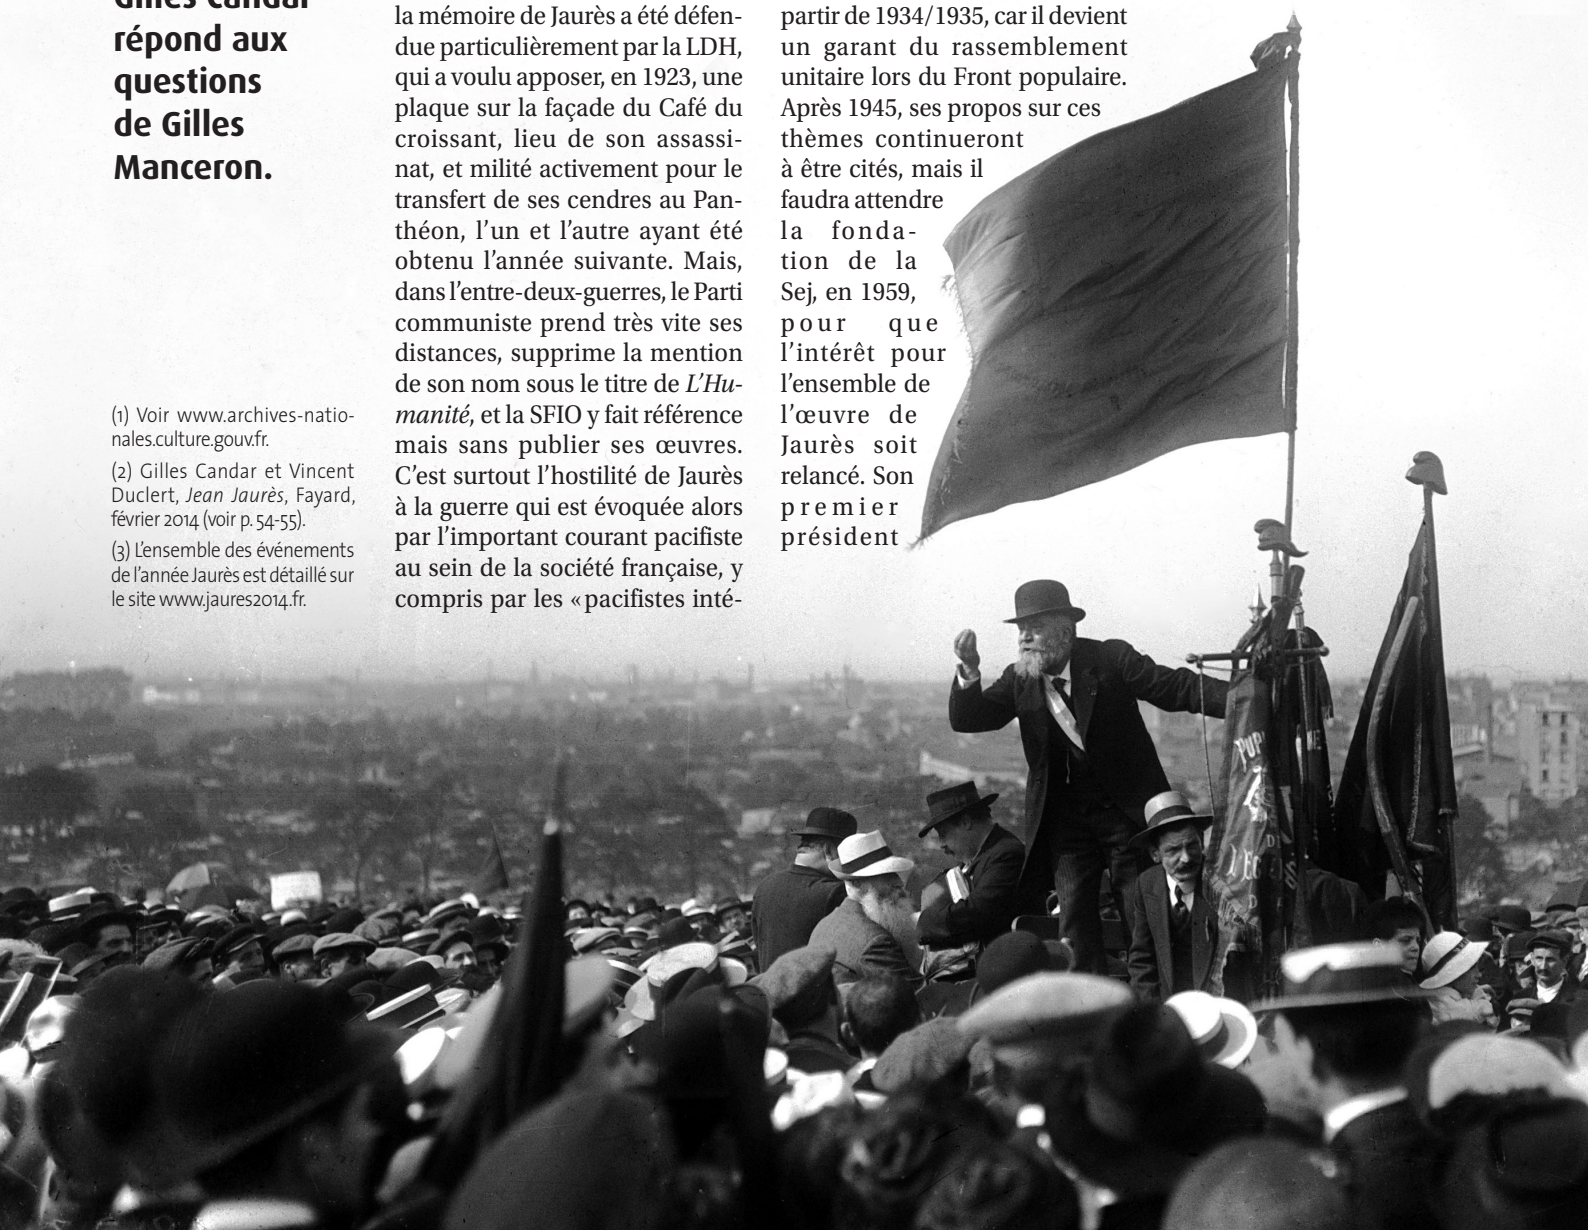 répond aux
questions
de Gilles
Manceron.
(1) Voir www.archives-natio-
nales.culture.gouv.fr.
(2) Gilles Candar et Vincent
Duclert, Jean Jaurès, Fayard,
février 2014 (voir p. 54-55).
(3) L’ensemble des événements
de l’année Jaurès est détaillé sur
le site www.jaures2014.fr.
la mémoire de Jaurès a été défen-
due particulièrement par la LDH,
qui a voulu apposer, en 1923, une
plaque sur la façade du Café du
croissant, lieu de son assassi-
nat, et milité activement pour le
transfert de ses cendres au Pan-
théon, l’un et l’autre ayant été
obtenu l’année suivante. Mais,
dans l’entre-deux-guerres, le Parti
communiste prend très vite ses
distances, supprime la mention
de son nom sous le titre de L’Hu-
manité, et la SFIO y fait référence
mais sans publier ses œuvres.
C’est surtout l’hostilité de Jaurès
à la guerre qui est évoquée alors
par l’important courant pacifiste
au sein de la société française, y
compris par les « pacifistes inté-
partir de 1934/1935, car il devient
un garant du rassemblement
unitaire lors du Front populaire.
Après 1945, ses propos sur ces
thèmes continueront
à être cités, mais il
faudra attendre
la fonda-
tion de la
Sej, en 1959,
pour que
l’intérêt pour
l’ensemble de
l’œuvre de
Jaurès soit
relancé. Son
premier
président